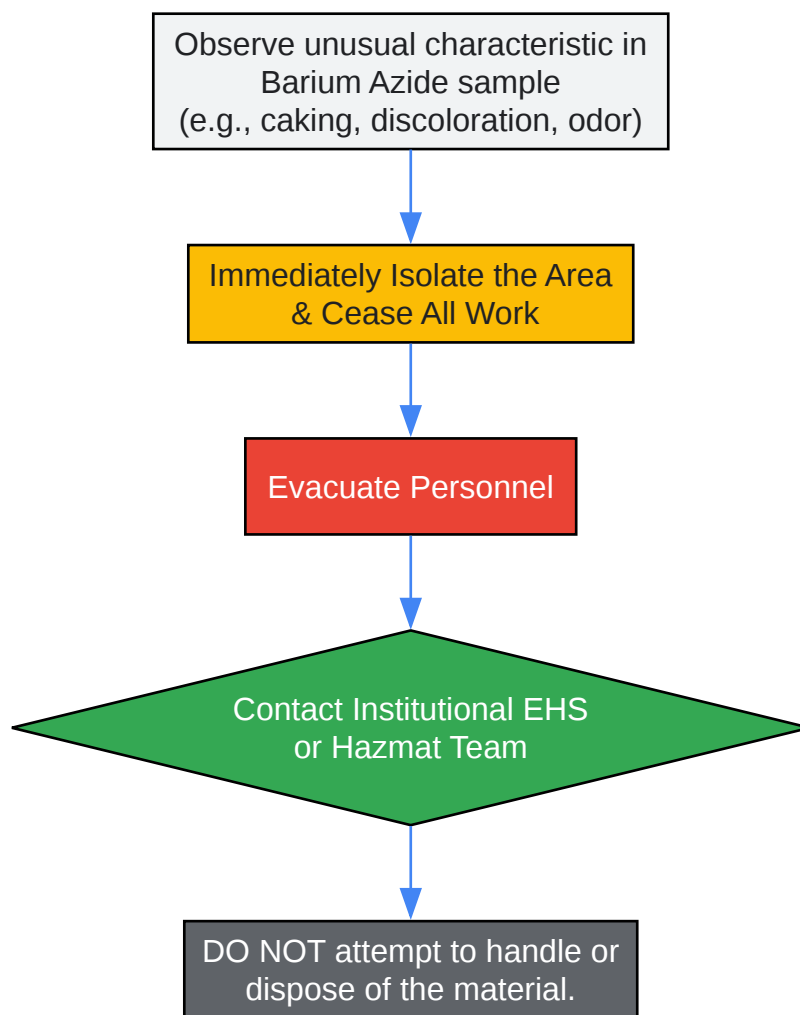 Observe unusual characteristic in
Barium Azide sample
(e.g., caking, discoloration, odor)
Immediately Isolate the Area
& Cease All Work
Evacuate Personnel
Contact Institutional EHS
or Hazmat Team
DO NOT attempt to handle or
dispose of the material.